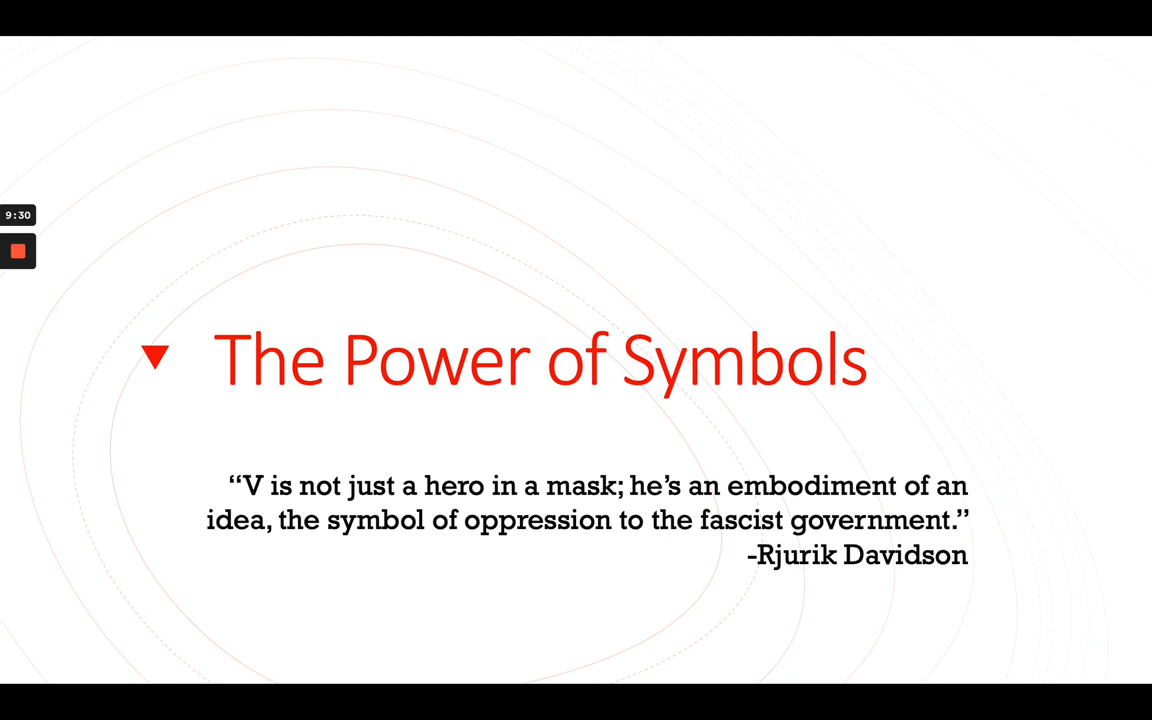 9:30
The Power of Symbols
“V is not just a hero in a mask; he’s an embodiment of an
idea, the symbol of oppression to the fascist government.”
-Rjurik Davidson